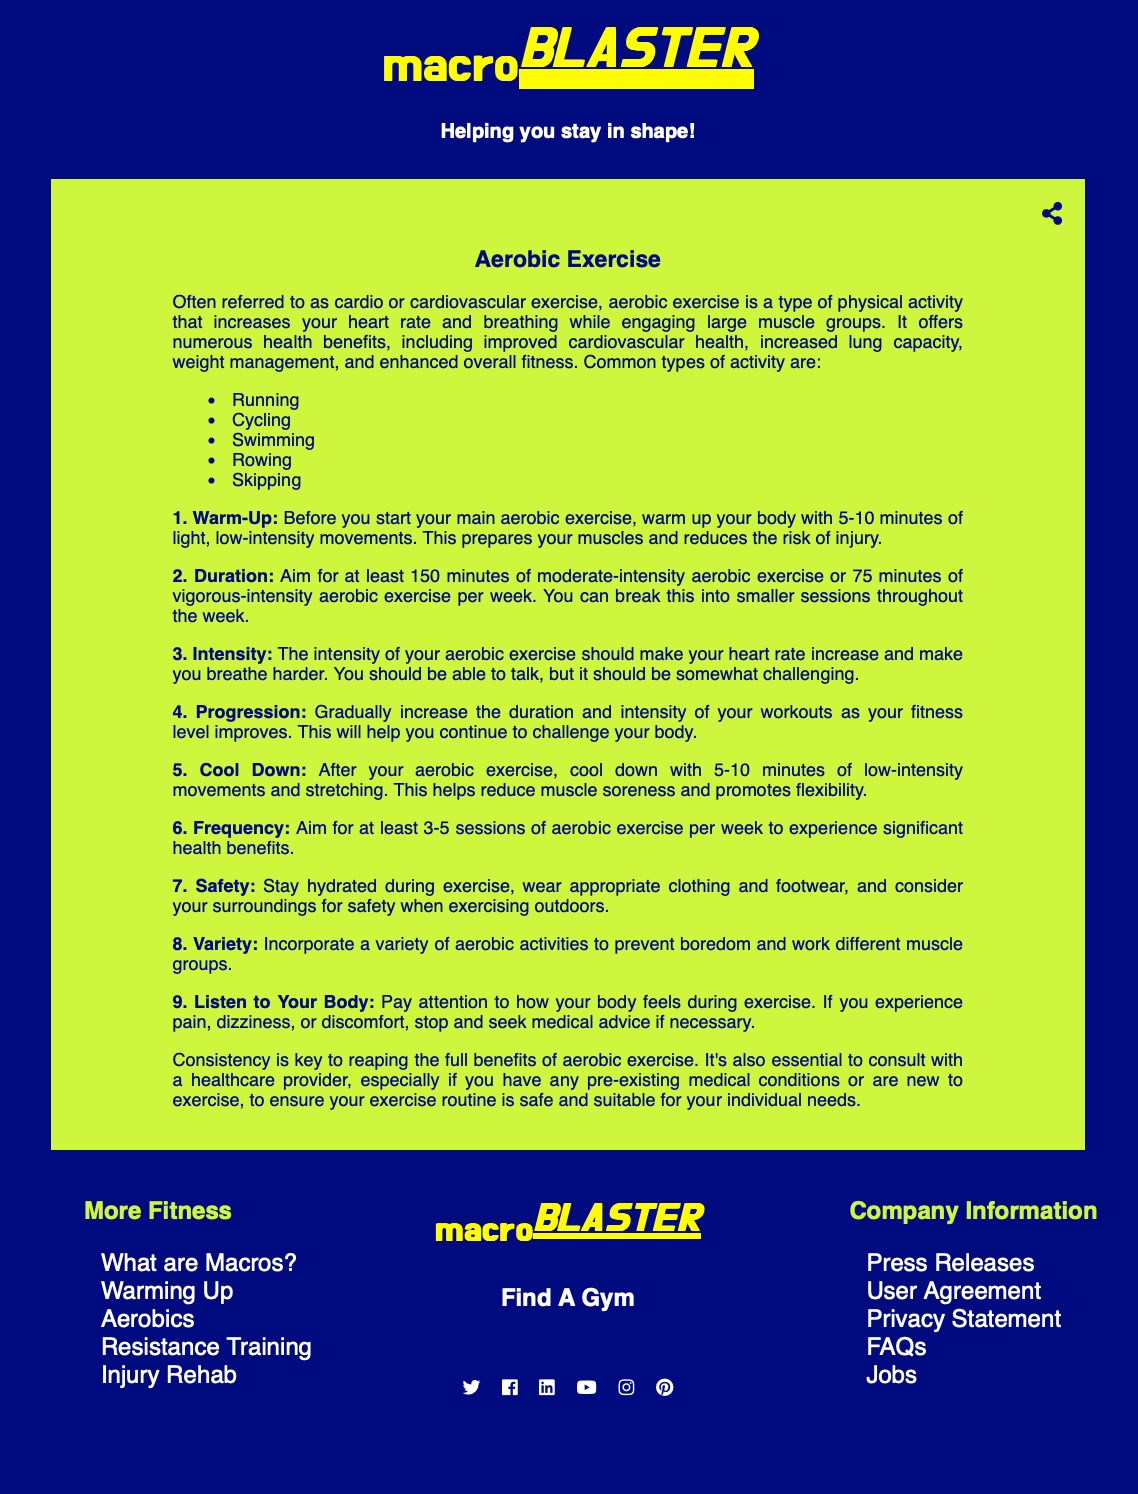 macroBLASTER
Helping you stay in shape!
Aerobic Exercise
Often referred to as cardio or cardiovascular exercise, aerobic exercise is a type of physical activity
that increases your heart rate and breathing while engaging large muscle groups. It offers
numerous health benefits, including improved cardiovascular health, increased lung capacity,
weight management, and enhanced overall fitness. Common types of activity are:
• Running
• Cycling
• Swimming
• Rowing
• Skipping
1. Warm-Up: Before you start your main aerobic exercise, warm up your body with 5-10 minutes of
light, low-intensity movements. This prepares your muscles and reduces the risk of injury.
2. Duration: Aim for at least 150 minutes of moderate-intensity aerobic exercise or 75 minutes of
vigorous-intensity aerobic exercise per week. You can break this into smaller sessions throughout
the week.
3. Intensity: The intensity of your aerobic exercise should make your heart rate increase and make
you breathe harder. You should be able to talk, but it should be somewhat challenging.
4. Progression: Gradually increase the duration and intensity of your workouts as your fitness
level improves. This will help you continue to challenge your body.
5. Cool Down: After your aerobic exercise, cool down with 5-10 minutes of low-intensity
movements and stretching. This helps reduce muscle soreness and promotes flexibility.
6. Frequency: Aim for at least 3-5 sessions of aerobic exercise per week to experience significant
health benefits.
7. Safety: Stay hydrated during exercise, wear appropriate clothing and footwear, and consider
your surroundings for safety when exercising outdoors.
8. Variety: Incorporate a variety of aerobic activities to prevent boredom and work different muscle
groups.
9. Listen to Your Body: Pay attention to how your body feels during exercise. If you experience
pain, dizziness, or discomfort, stop and seek medical advice if necessary.
Consistency is key to reaping the full benefits of aerobic exercise. It's also essential to consult with
a healthcare provider, especially if you have any pre-existing medical conditions or are new to
exercise, to ensure your exercise routine is safe and suitable for your individual needs.
More Fitness
What are Macros?
Warming Up
Aerobics
Resistance Training
Injury Rehab
macroBLASTER
Find A Gym
Company Information
Press Releases
User Agreement
Privacy Statement
FAQs
Jobs